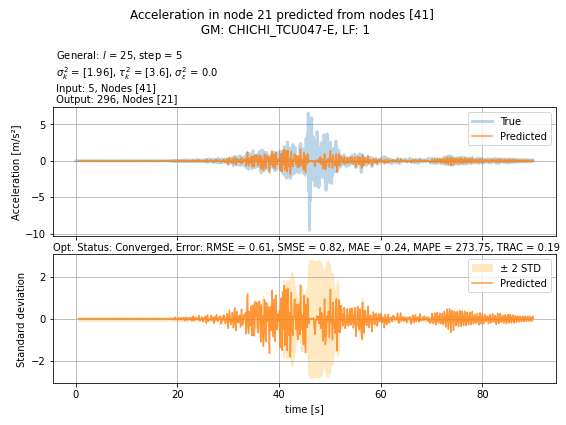 Acceleration in node 21 predicted from nodes [41]
GM: CHICHI_TCU047-E, LF: 1
General: l = 25, step = 5
σ²ₖ = [1.96], τ²ₖ = [3.6], σ²ε = 0.0
Input: 5, Nodes [41]
Output: 296, Nodes [21]
True
Predicted
5
0
−5
−10
Acceleration [m/s²]
Opt. Status: Converged, Error: RMSE = 0.61, SMSE = 0.82, MAE = 0.24, MAPE = 273.75, TRAC = 0.19
± 2 STD
Predicted
2
0
−2
Standard deviation
0 20 40 60 80
time [s]